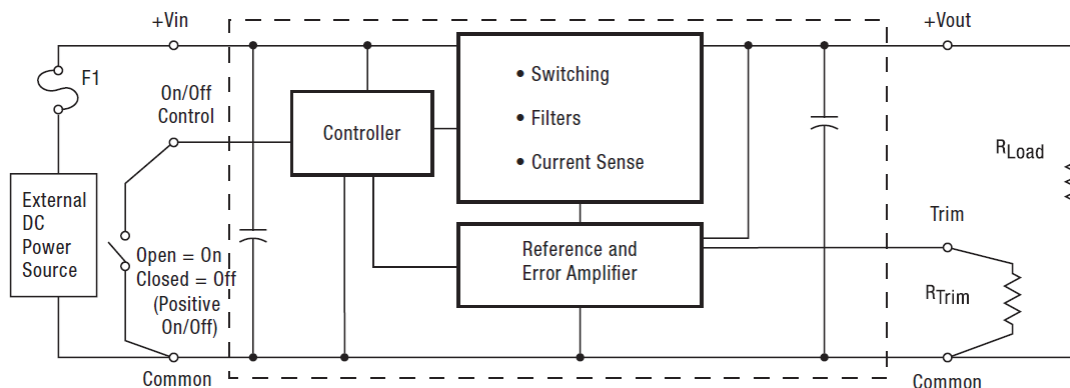 +Vin
+Vout
F1
On/Off
Control
• Switching
• Filters
• Current Sense
Controller
RLoad
External
DC
Power
Source
Open = On
Closed = Off
(Positive
On/Off)
Reference and
Error Amplifier
Trim
RTrim
Common
Common